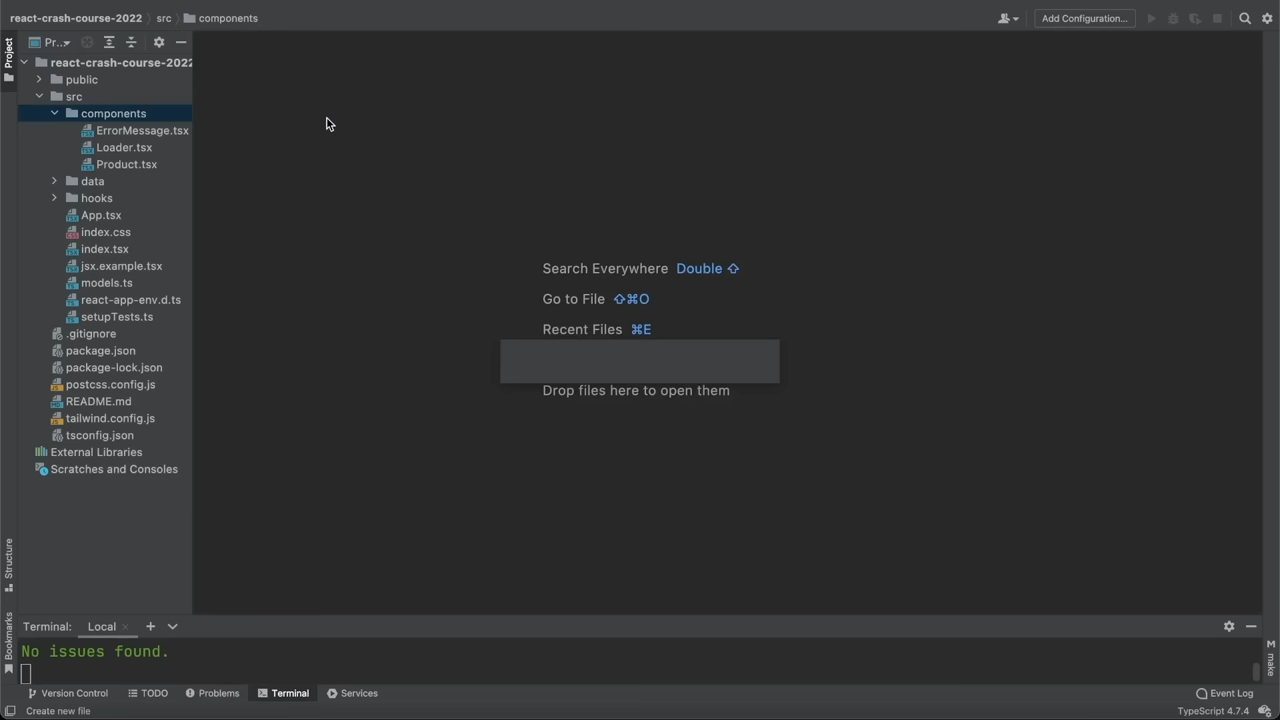 react-crash-course-2022 › src › components
Add Configuration...
Project
Pr...
react-crash-course-2022
public
src
components
ErrorMessage.tsx
Loader.tsx
Product.tsx
data
hooks
App.tsx
index.css
index.tsx
jsx.example.tsx
models.ts
react-app-env.d.ts
setupTests.ts
.gitignore
package.json
package-lock.json
postcss.config.js
README.md
tailwind.config.js
tsconfig.json
External Libraries
Scratches and Consoles
Search Everywhere Double ⇧
Go to File ⇧⌘O
Recent Files ⌘E
Drop files here to open them
Structure
Bookmarks
make
Terminal: Local
No issues found.
Version Control TODO Problems Terminal Services Event Log
Create new file TypeScript 4.7.4